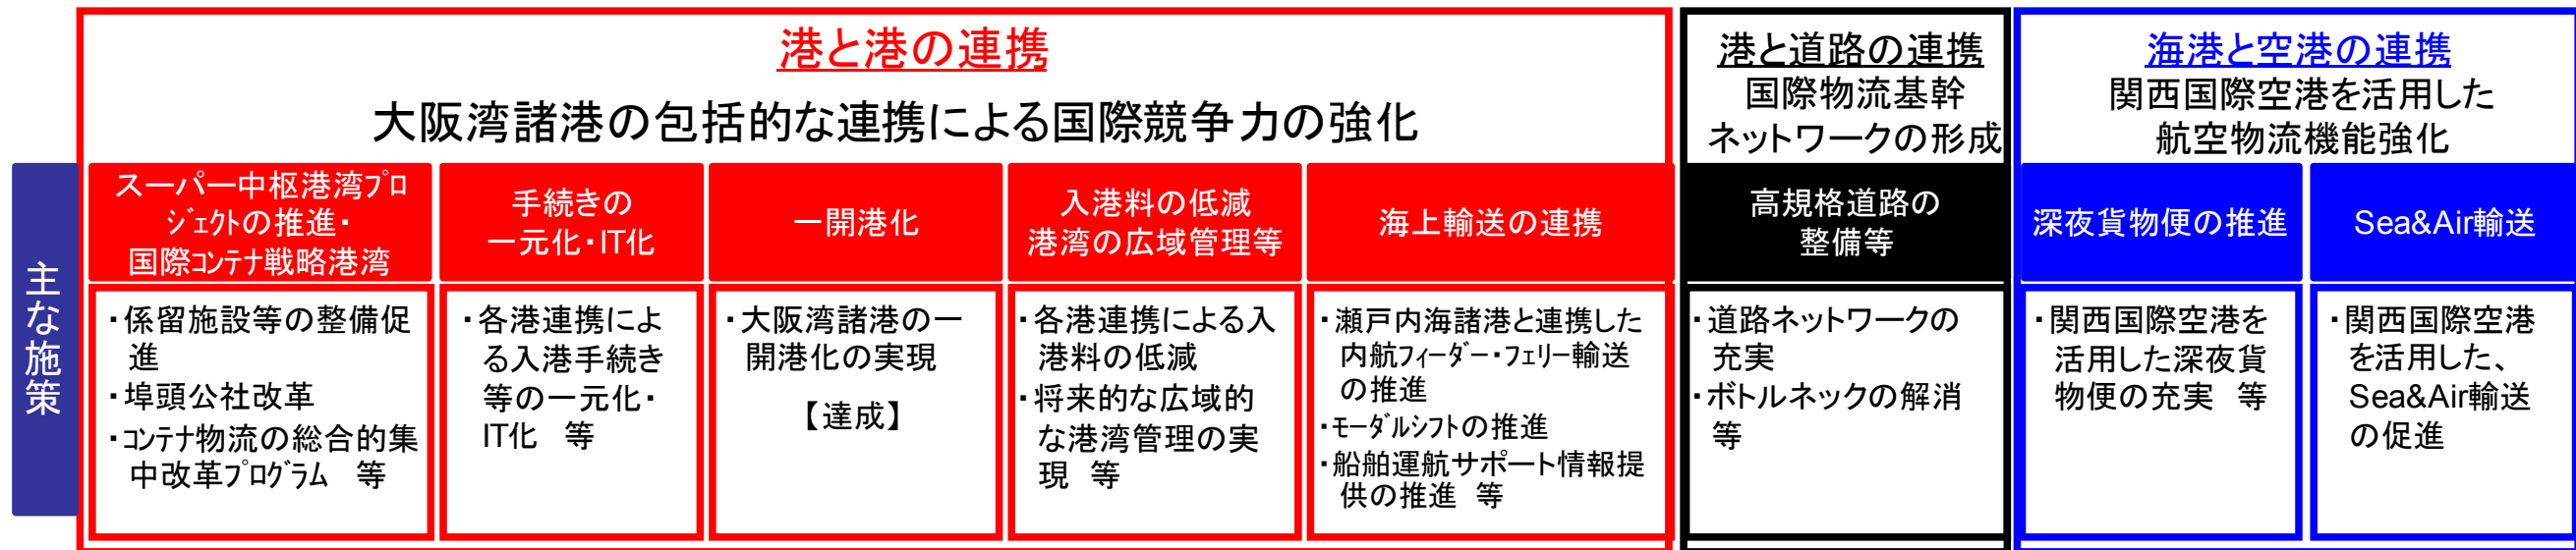 港と港の連携
大阪湾諸港の包括的な連携による国際競争力の強化
港と道路の連携
国際物流基幹
ネットワークの形成
海港と空港の連携
関西国際空港を活用した
航空物流機能強化
主な施策
スーパー中枢港湾ﾌﾟﾛ
ｼﾞｪｸﾄの推進・
国際ｺﾝﾃﾅ戦略港湾
手続きの
一元化・IT化
一開港化
入港料の低減
港湾の広域管理等
海上輸送の連携
高規格道路の
整備等
深夜貨物便の推進
Sea&Air輸送
・係留施設等の整備促
進
・埠頭公社改革
・ｺﾝﾃﾅ物流の総合的集
中改革ﾌﾟﾛｸﾞﾗﾑ 等
・各港連携によ
る入港手続き
等の一元化・
IT化 等
・大阪湾諸港の一
開港化の実現
【達成】
・各港連携による入
港料の低減
・将来的な広域的
な港湾管理の実
現 等
・瀬戸内海諸港と連携した
内航ﾌｨｰﾀﾞｰ・ﾌｪﾘｰ輸送
の推進
・ﾓｰﾀﾞﾙｼﾌﾄの推進
・船舶運航サポート情報提
供の推進 等
・道路ネットワークの
充実
・ボトルネックの解消
等
・関西国際空港を
活用した深夜貨
物便の充実 等
・関西国際空港
を活用した、
Sea&Air輸送
の促進